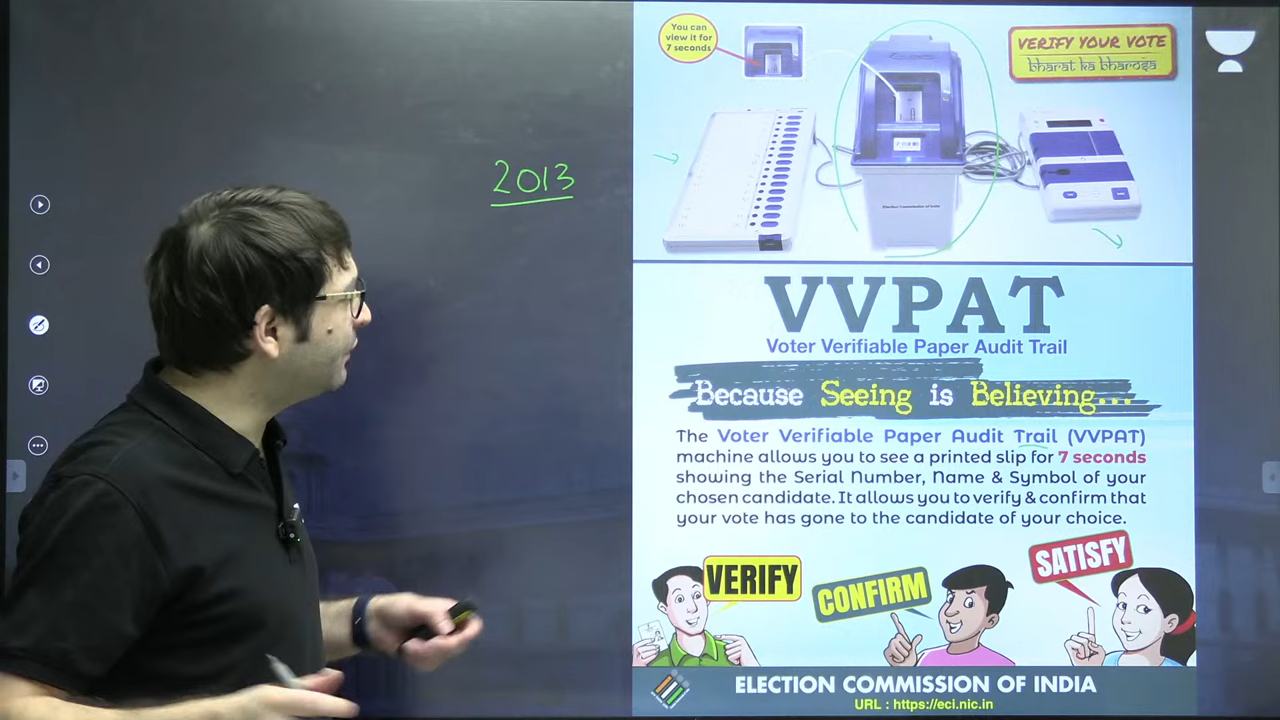 2013
You can
view it for
7 seconds
VERIFY YOUR VOTE
bharat ka bharosa
Election Commission of India
VVPAT
Voter Verifiable Paper Audit Trail
Because Seeing is Believing...
The Voter Verifiable Paper Audit Trail (VVPAT)
machine allows you to see a printed slip for 7 seconds
showing the Serial Number, Name & Symbol of your
chosen candidate. It allows you to verify & confirm that
your vote has gone to the candidate of your choice.
VERIFY
CONFIRM
SATISFY
ELECTION COMMISSION OF INDIA
URL : https://eci.nic.in